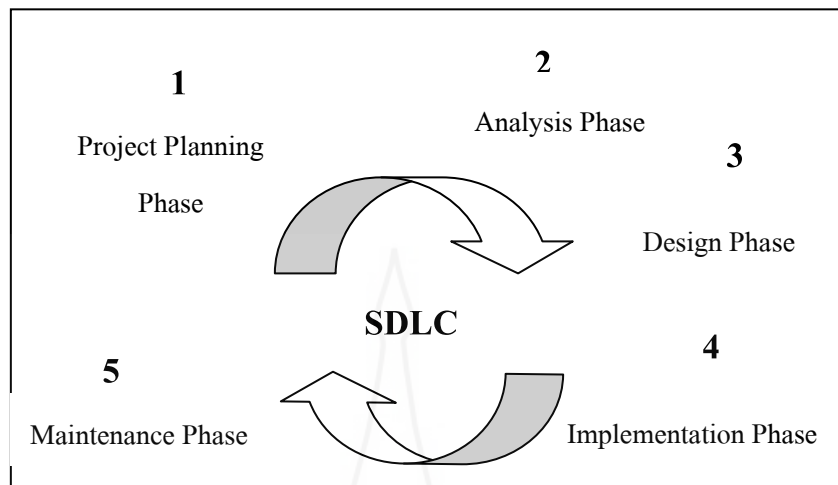 1
Project Planning
Phase
2
Analysis Phase
3
Design Phase
SDLC
4
Implementation Phase
5
Maintenance Phase